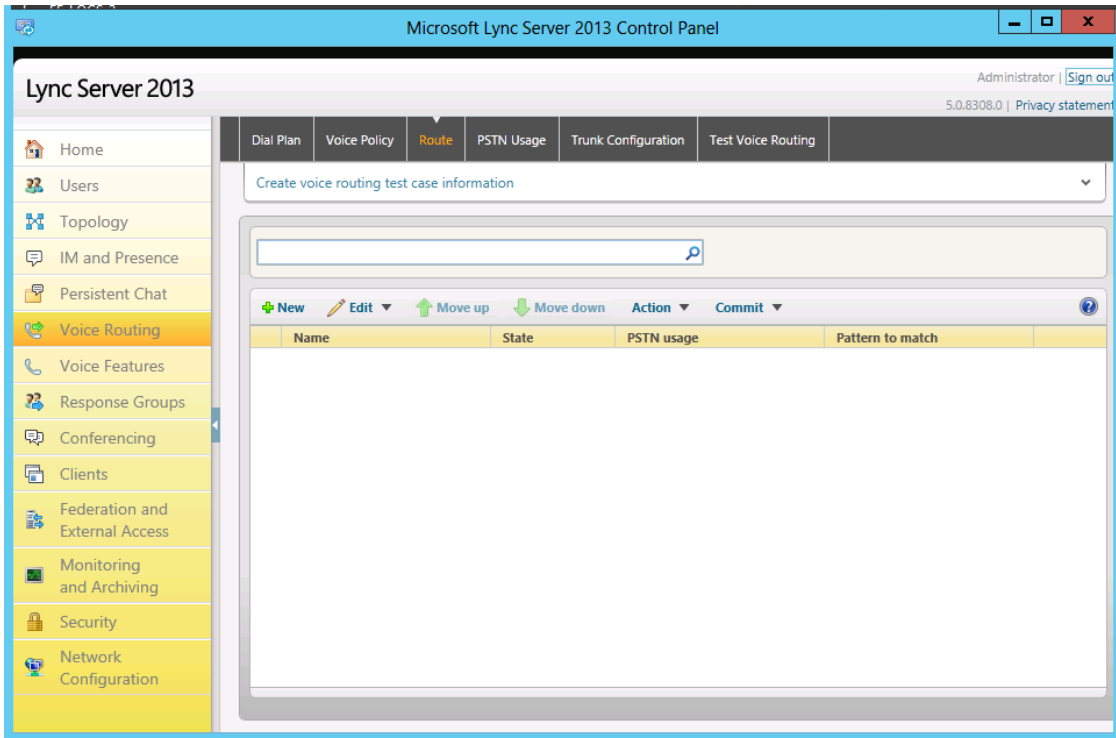 Microsoft Lync Server 2013 Control Panel
Lync Server 2013
Administrator | Sign out
5.0.8308.0 | Privacy statement
Home
Users
Topology
IM and Presence
Persistent Chat
Voice Routing
Voice Features
Response Groups
Conferencing
Clients
Federation and
External Access
Monitoring
and Archiving
Security
Network
Configuration
Dial Plan Voice Policy Route PSTN Usage Trunk Configuration Test Voice Routing
Create voice routing test case information
New Edit Move up Move down Action Commit
Name State PSTN usage Pattern to match